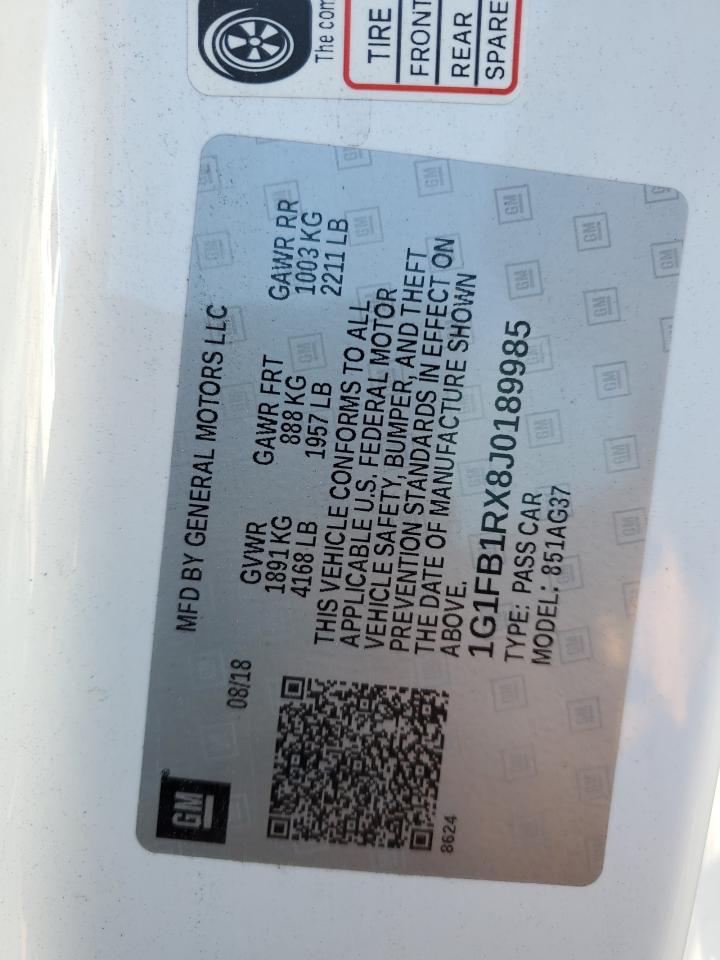 The com
TIRE
FRONT
REAR
SPARE
GM
08/18
MFD BY GENERAL MOTORS LLC
GVWR GAWR FRT GAWR RR
1891 KG 888 KG 1003 KG
4168 LB 1957 LB 2211 LB
THIS VEHICLE CONFORMS TO ALL
APPLICABLE U.S. FEDERAL MOTOR
VEHICLE SAFETY, BUMPER, AND THEFT
PREVENTION STANDARDS IN EFFECT ON
THE DATE OF MANUFACTURE SHOWN
ABOVE.
1G1FB1RX8J0189985
TYPE: PASS CAR
MODEL: 851AG37
8624